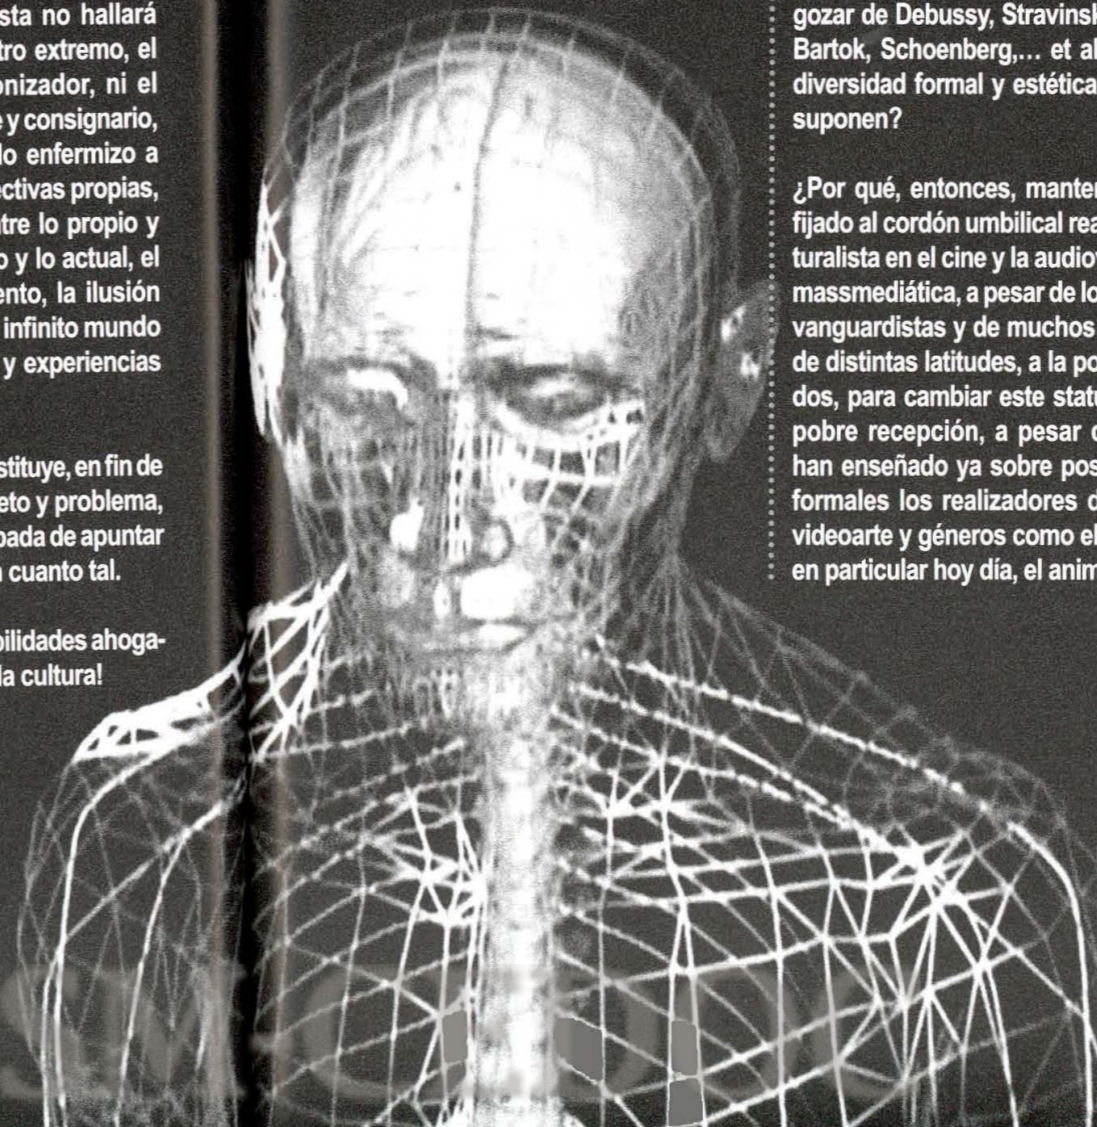 sta no hallará
tro extremo, el
onizador, ni el
e y consignario,
lo enfermizo a
ectivas propias,
tre lo propio y
o y lo actual, el
ento, la ilusión
infinito mundo
y experiencias
stituye, en fin de
eto y problema,
pada de apuntar
n cuanto tal.
bilidades ahoga-
la cultura!
gozar de Debussy, Stravinsk
Bartok, Schoenberg,... et al
diversidad formal y estética
suponen?
¿Por qué, entonces, manter
fijado al cordón umbilical rea
turalista en el cine y la audiov
massmediática, a pesar de lo
vanguardistas y de muchos
de distintas latitudes, a la po
dos, para cambiar este statu
pobre recepción, a pesar d
han enseñado ya sobre pos
formales los realizadores d
videoarte y géneros como el
en particular hoy día, el anim